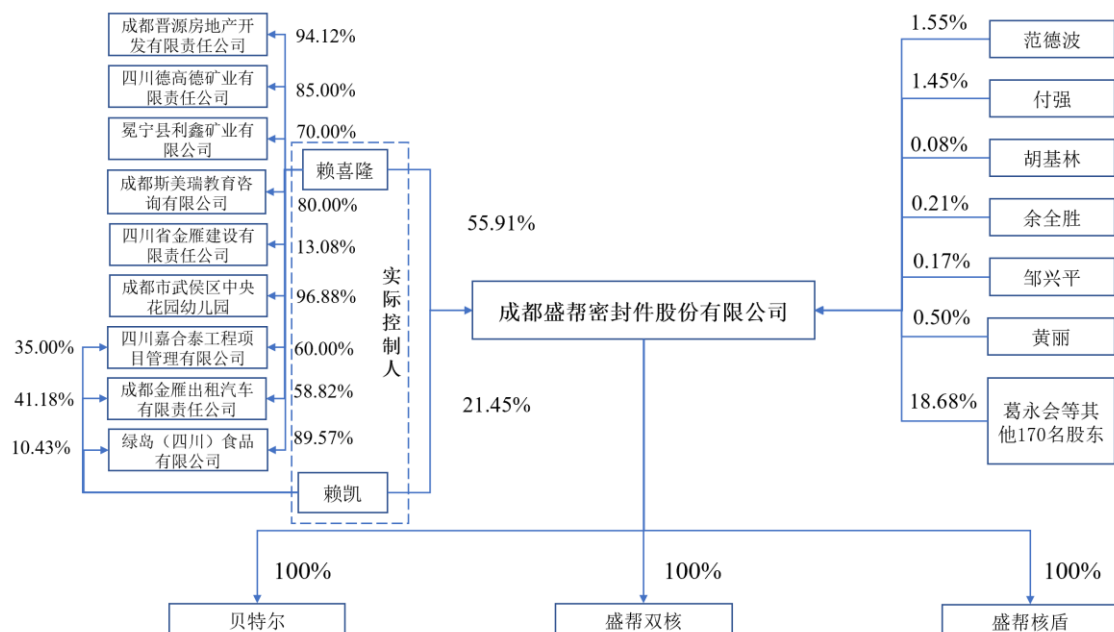 成都晋源房地产开
发有限责任公司
94.12%
四川德高德矿业有
限责任公司
85.00%
冕宁县利鑫矿业有
限公司
70.00%
成都斯美瑞教育咨
询有限公司
80.00%
四川省金雁建设有
限责任公司
13.08%
成都市武侯区中央
花园幼儿园
96.88%
四川嘉合泰工程项
目管理有限公司
60.00%
35.00%
成都金雁出租汽车
有限责任公司
58.82%
41.18%
绿岛（四川）食品
有限公司
89.57%
10.43%
赖喜隆
实际控制人
赖凯
55.91%
21.45%
成都盛帮密封件股份有限公司
1.55%
范德波
1.45%
付强
0.08%
胡基林
0.21%
余全胜
0.17%
邹兴平
0.50%
黄丽
18.68%
葛永会等其
他170名股东
100%
贝特尔
100%
盛帮双核
100%
盛帮核盾